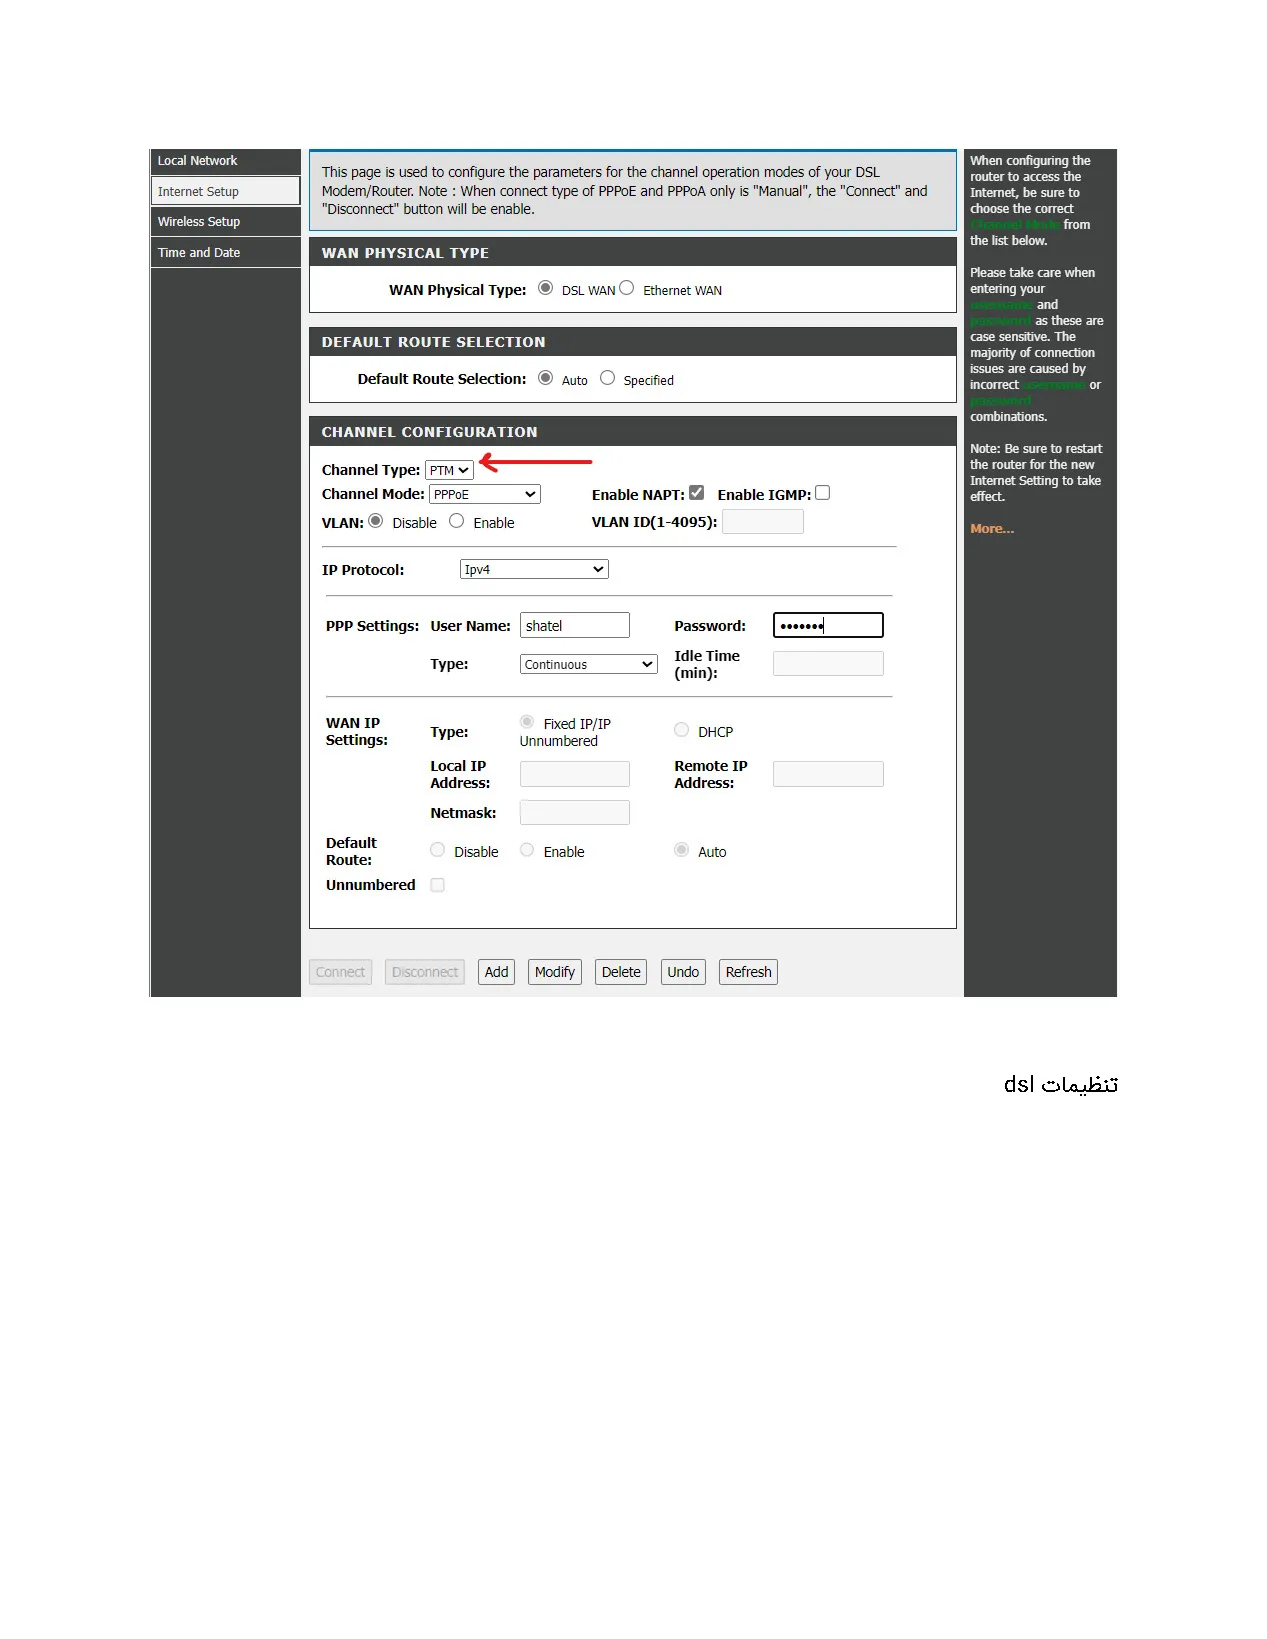 Local Network
Internet Setup
Wireless Setup
Time and Date
This page is used to configure the parameters for the channel operation modes of your DSL
Modem/Router. Note : When connect type of PPPoE and PPPoA only is "Manual", the "Connect" and
"Disconnect" button will be enable.
WAN PHYSICAL TYPE
WAN Physical Type: DSL WAN Ethernet WAN
DEFAULT ROUTE SELECTION
Default Route Selection: Auto Specified
CHANNEL CONFIGURATION
Channel Type: PTM
Channel Mode: PPPoE Enable NAPT: Enable IGMP:
VLAN: Disable Enable VLAN ID(1-4095):
IP Protocol: Ipv4
PPP Settings: User Name: shatel Password: •••••••
Type: Continuous Idle Time
(min):
WAN IP
Settings: Type: Fixed IP/IP
Unnumbered DHCP
Local IP
Address: Remote IP
Address:
Netmask:
Default
Route: Disable Enable Auto
Unnumbered
Connect Disconnect Add Modify Delete Undo Refresh
When configuring the
router to access the
Internet, be sure to
choose the correct
Channel Mode from
the list below.
Please take care when
entering your
username and
password as these are
case sensitive. The
majority of connection
issues are caused by
incorrect username or
password
combinations.
Note: Be sure to restart
the router for the new
Internet Setting to take
effect.
More...
تنظیمات dsl